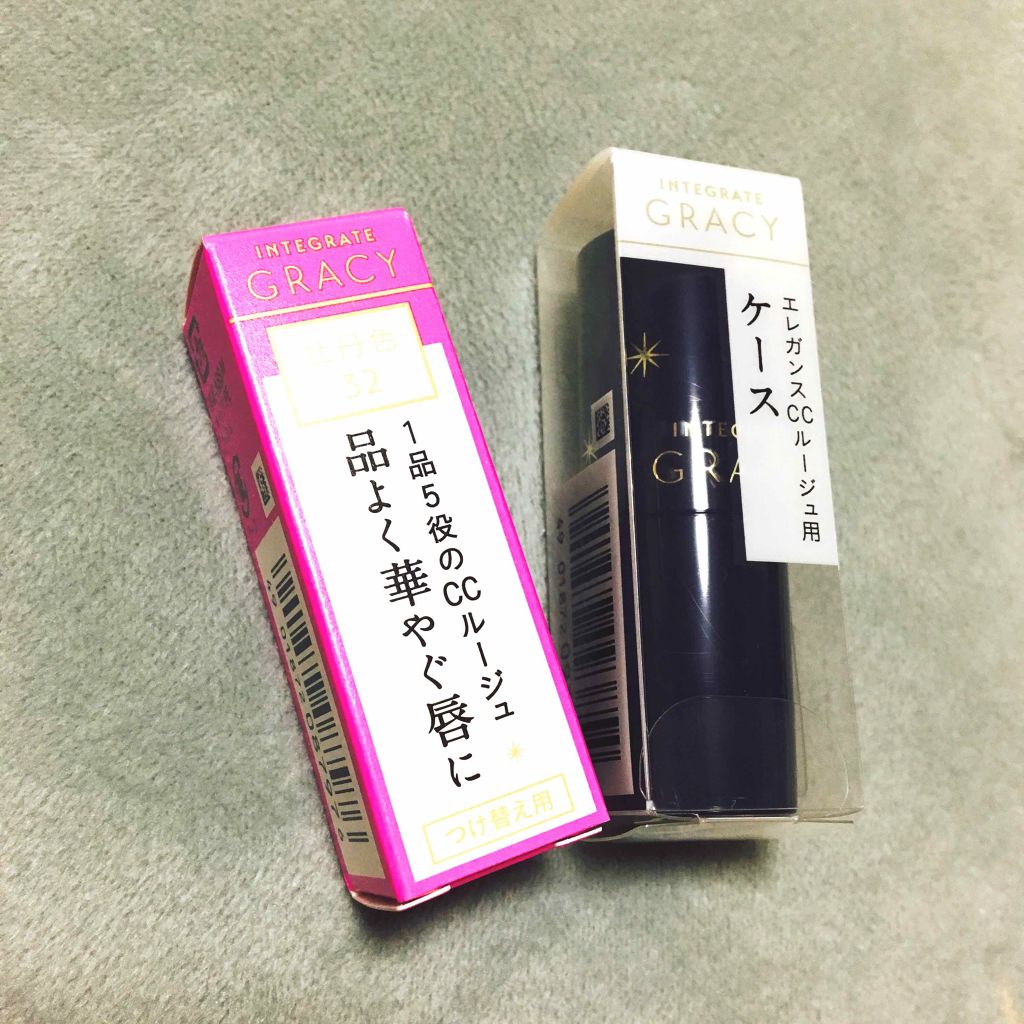 INTEGRATE
GRACY
牡丹色
32
1品5役のCCルージュ
品よく華やぐ唇に
つけ替え用
INTEGRATE
GRACY
エレガンスCCルージュ用
ケース
INTEG
GRA